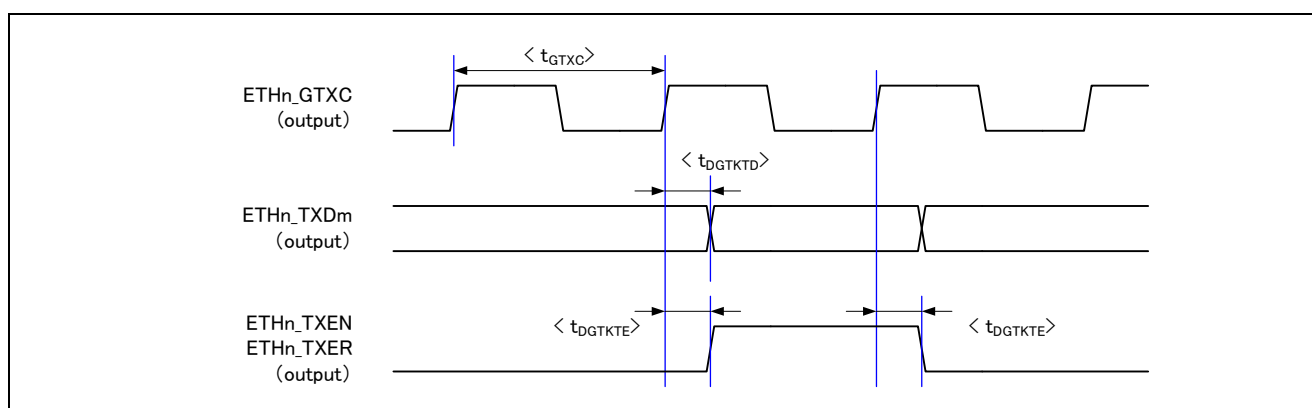 < tGTXC>
ETHn_GTXC
(output)
< tDGTKTD>
ETHn_TXDm
(output)
ETHn_TXEN
ETHn_TXER
(output)
< tDGTKTE>
< tDGTKTE>